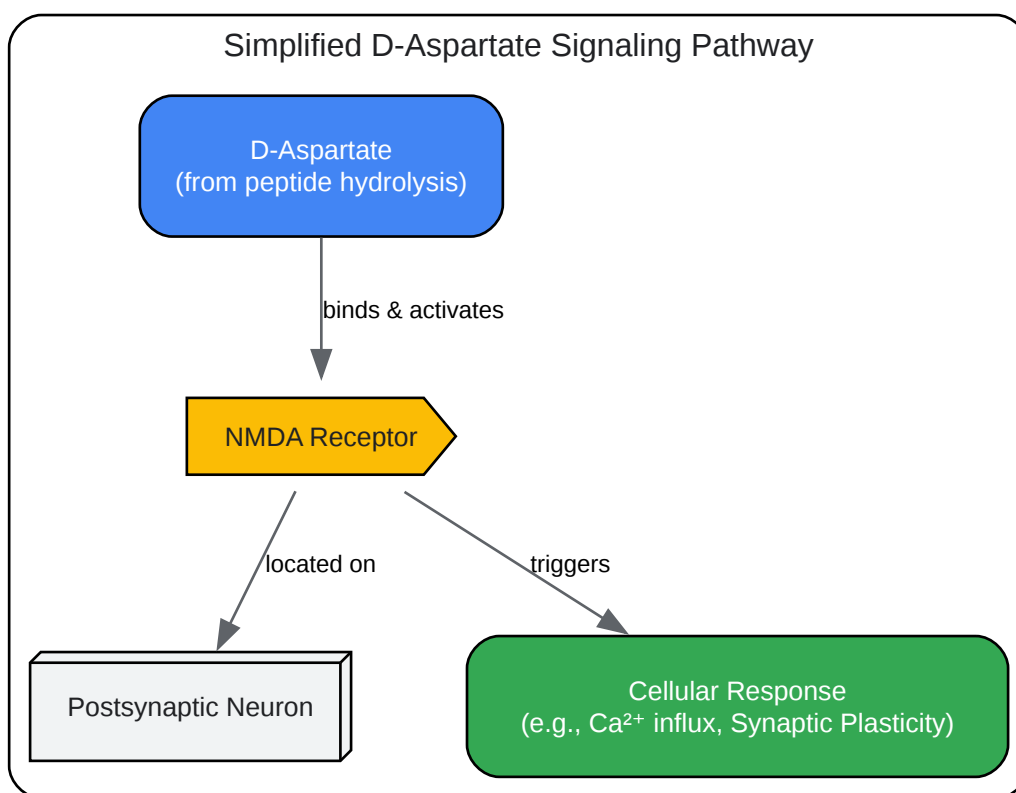 Simplified D-Aspartate Signaling Pathway
D-Aspartate
(from peptide hydrolysis)
binds & activates
NMDA Receptor
located on
triggers
Postsynaptic Neuron
Cellular Response
(e.g., Ca²⁺ influx, Synaptic Plasticity)